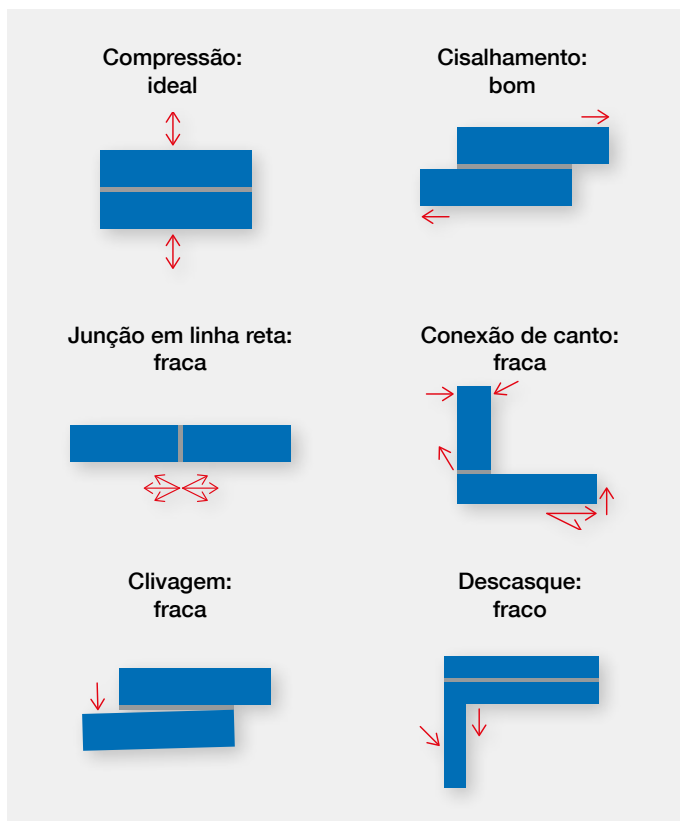 Compressão:
ideal
Cisalhamento:
bom
Junção em linha reta:
fraca
Conexão de canto:
fraca
Clivagem:
fraca
Descasque:
fraco